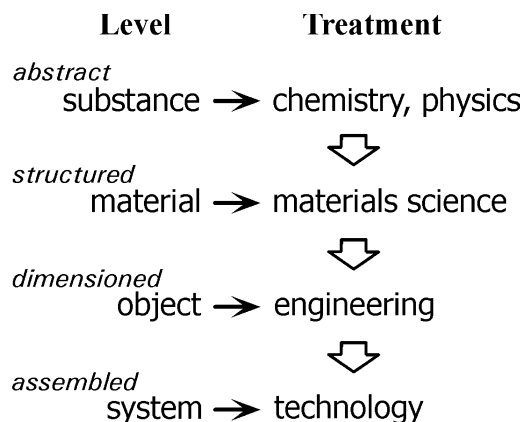 Level Treatment
abstract
substance chemistry, physics
structured
material materials science
dimensioned
object engineering
assembled
system technology